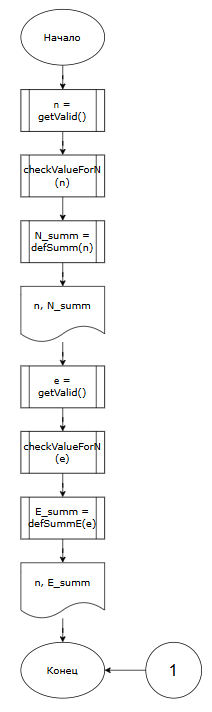 Начало
n =
getValid()
checkValueForN
(n)
N_summ =
defSumm(n)
n, N_summ
e =
getValid()
checkValueForN
(e)
E_summ =
defSummE(e)
n, E_summ
Конец
1